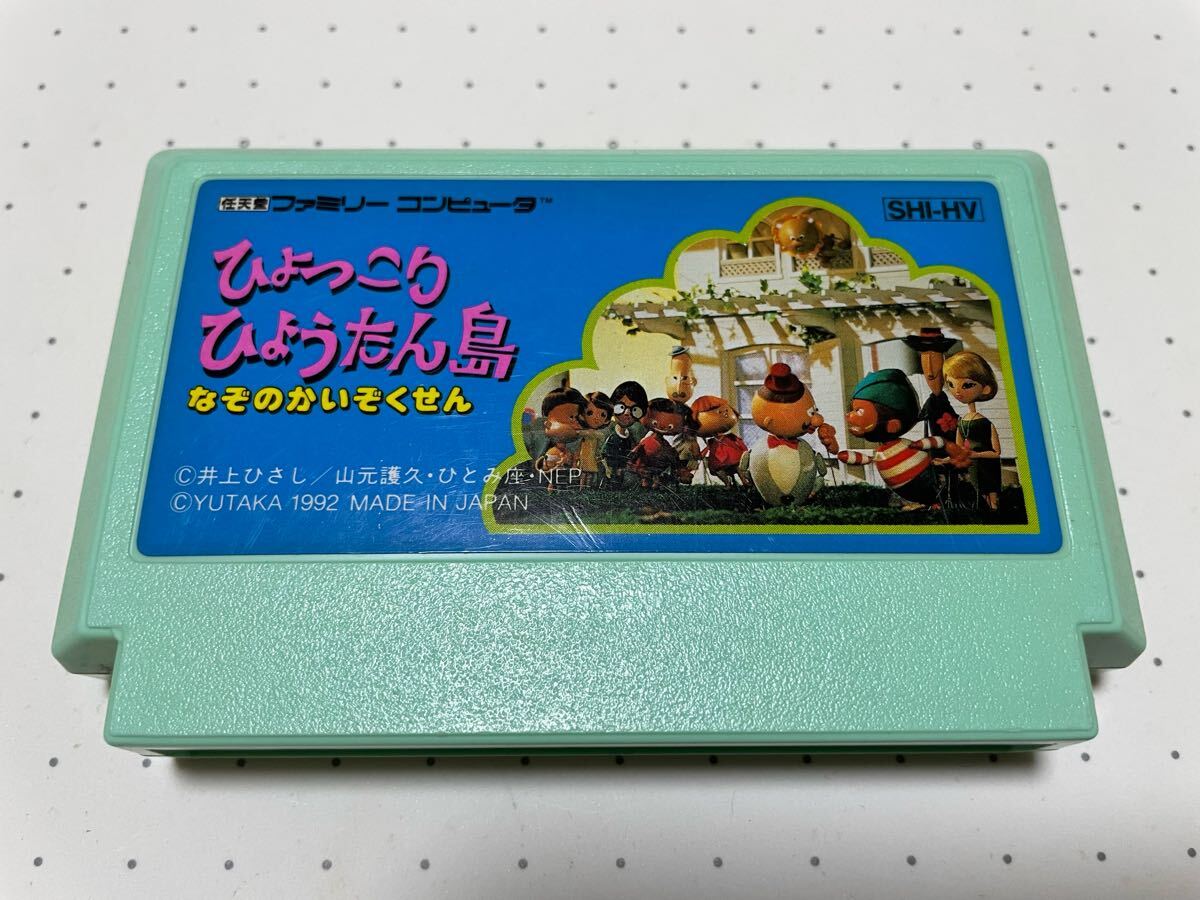 任天堂 ファミリー コンピュータ™
SHI-HV
ひょっこり
ひょうたん島
なぞのかいぞくせん
©井上ひさし/山元護久・ひとみ座・NEP
©YUTAKA 1992 MADE IN JAPAN